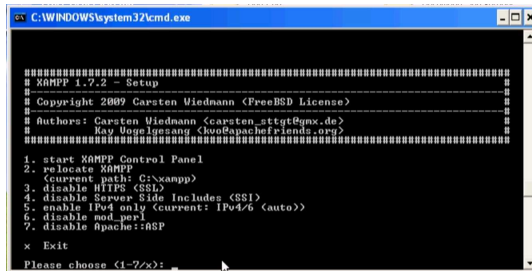 C:\WINDOWS\system32\cmd.exe
################################################################
# XAMPP 1.7.2 - Setup #
#--------------------------------------------------------------#
# Copyright 2009 Carsten Wiedmann (FreeBSD License) #
#--------------------------------------------------------------#
# Authors: Carsten Wiedmann <carsten_sttgt@gmx.de> #
# Kay Vogelgesang <kvo@apachefriends.org> #
################################################################
1. start XAMPP Control Panel
2. relocate XAMPP
(current path: C:\xampp)
3. disable HTTPS (SSL)
4. disable Server Side Includes (SSI)
5. enable IPv4 only (current: IPv4/6 (auto))
6. disable mod_perl
7. disable Apache::ASP
x Exit
Please choose (1-7/x): _